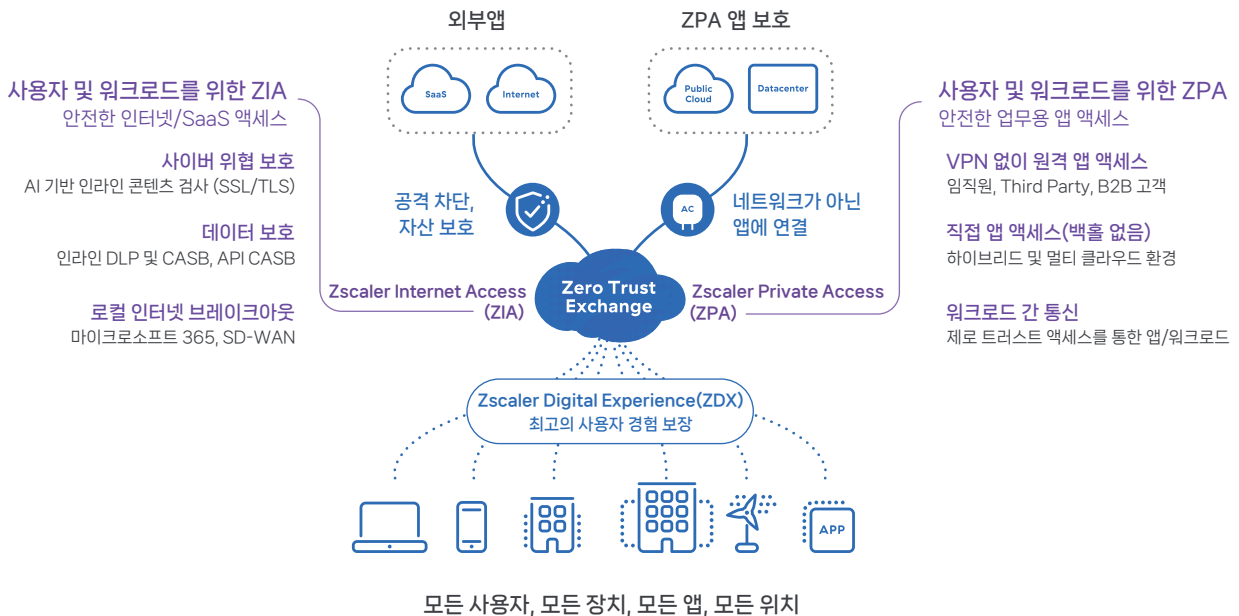 외부앱
ZPA 앱 보호
SaaS
Internet
Public
Cloud
Datacenter
사용자 및 워크로드를 위한 ZIA
안전한 인터넷/SaaS 액세스
사이버 위협 보호
AI 기반 인라인 콘텐츠 검사 (SSL/TLS)
데이터 보호
인라인 DLP 및 CASB, API CASB
로컬 인터넷 브레이크아웃
마이크로소프트 365, SD-WAN
공격 차단,
자산 보호
AC
네트워크가 아닌
앱에 연결
Zscaler Internet Access
(ZIA)
Zero Trust
Exchange
Zscaler Private Access
(ZPA)
사용자 및 워크로드를 위한 ZPA
안전한 업무용 앱 액세스
VPN 없이 원격 앱 액세스
임직원, Third Party, B2B 고객
직접 앱 액세스(백홀 없음)
하이브리드 및 멀티 클라우드 환경
워크로드 간 통신
제로 트러스트 액세스를 통한 앱/워크로드
Zscaler Digital Experience(ZDX)
최고의 사용자 경험 보장
APP
모든 사용자, 모든 장치, 모든 앱, 모든 위치